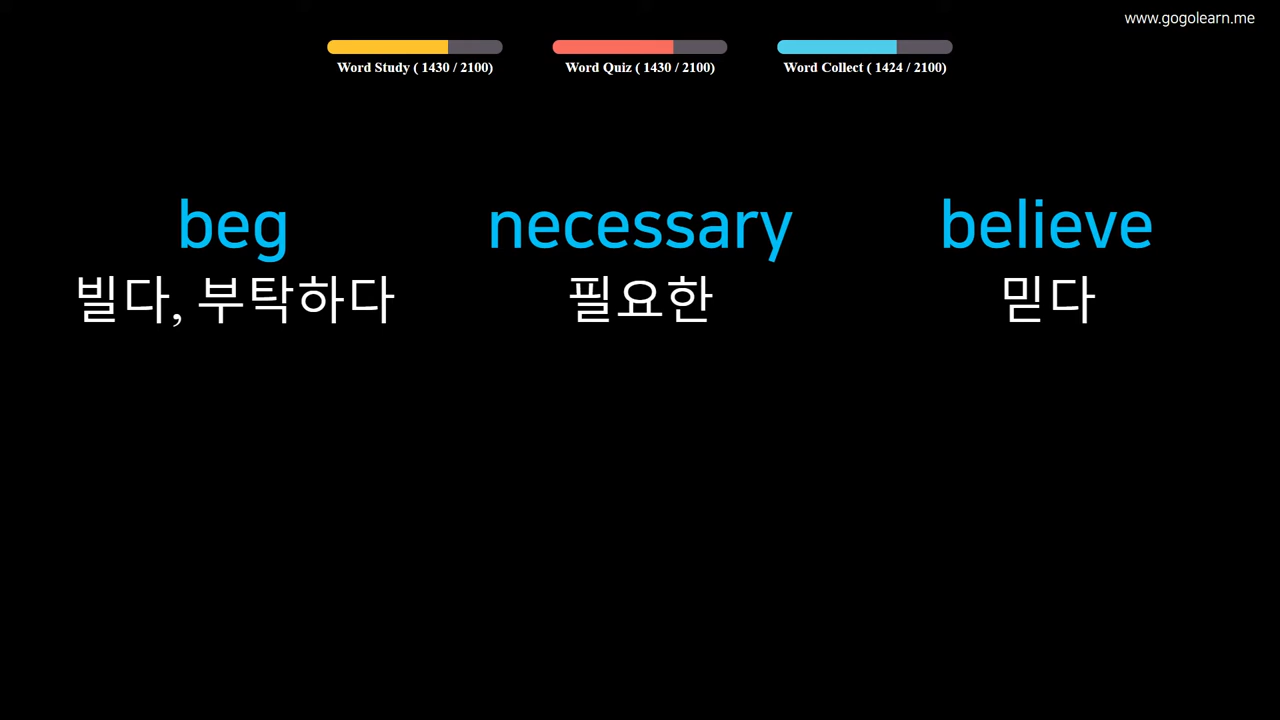 www.gogolearn.me
Word Study ( 1430 / 2100)
Word Quiz ( 1430 / 2100)
Word Collect ( 1424 / 2100)
beg
빌다, 부탁하다
necessary
필요한
believe
믿다